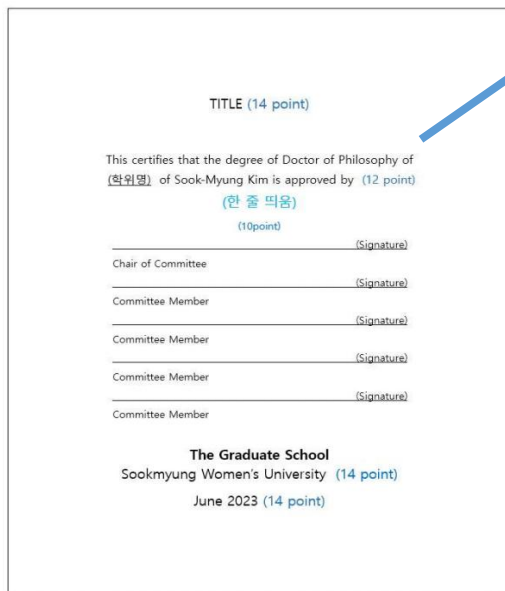 TITLE (14 point)
This certifies that the degree of Doctor of Philosophy of
(학위명) of Sook-Myung Kim is approved by (12 point)
(한 줄 띄움)
(10point)
(Signature)
Chair of Committee
(Signature)
Committee Member
(Signature)
Committee Member
(Signature)
Committee Member
(Signature)
Committee Member
The Graduate School
Sookmyung Women's University (14 point)
June 2023 (14 point)